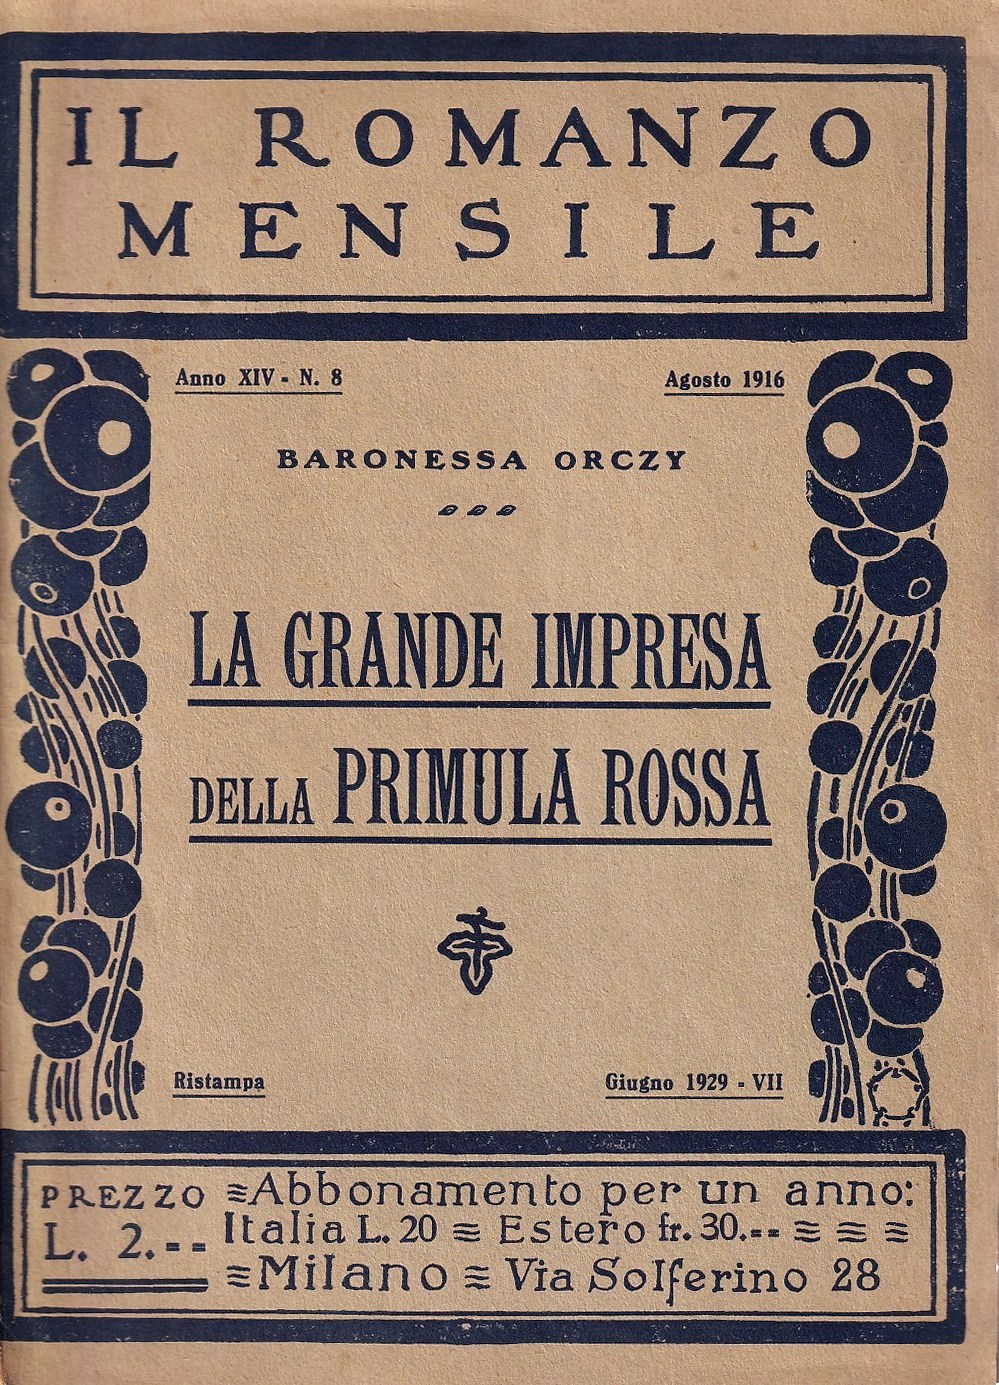 IL ROMANZO
MENSILE
Anno XIV - N. 8
Agosto 1916
BARONESSA ORCZY
LA GRANDE IMPRESA
DELLA PRIMULA ROSSA
Ristampa
Giugno 1929 - VII
PREZZO
L. 2.--
Abbonamento per un anno:
Italia L. 20 Estero fr. 30.--
Milano Via Solferino 28